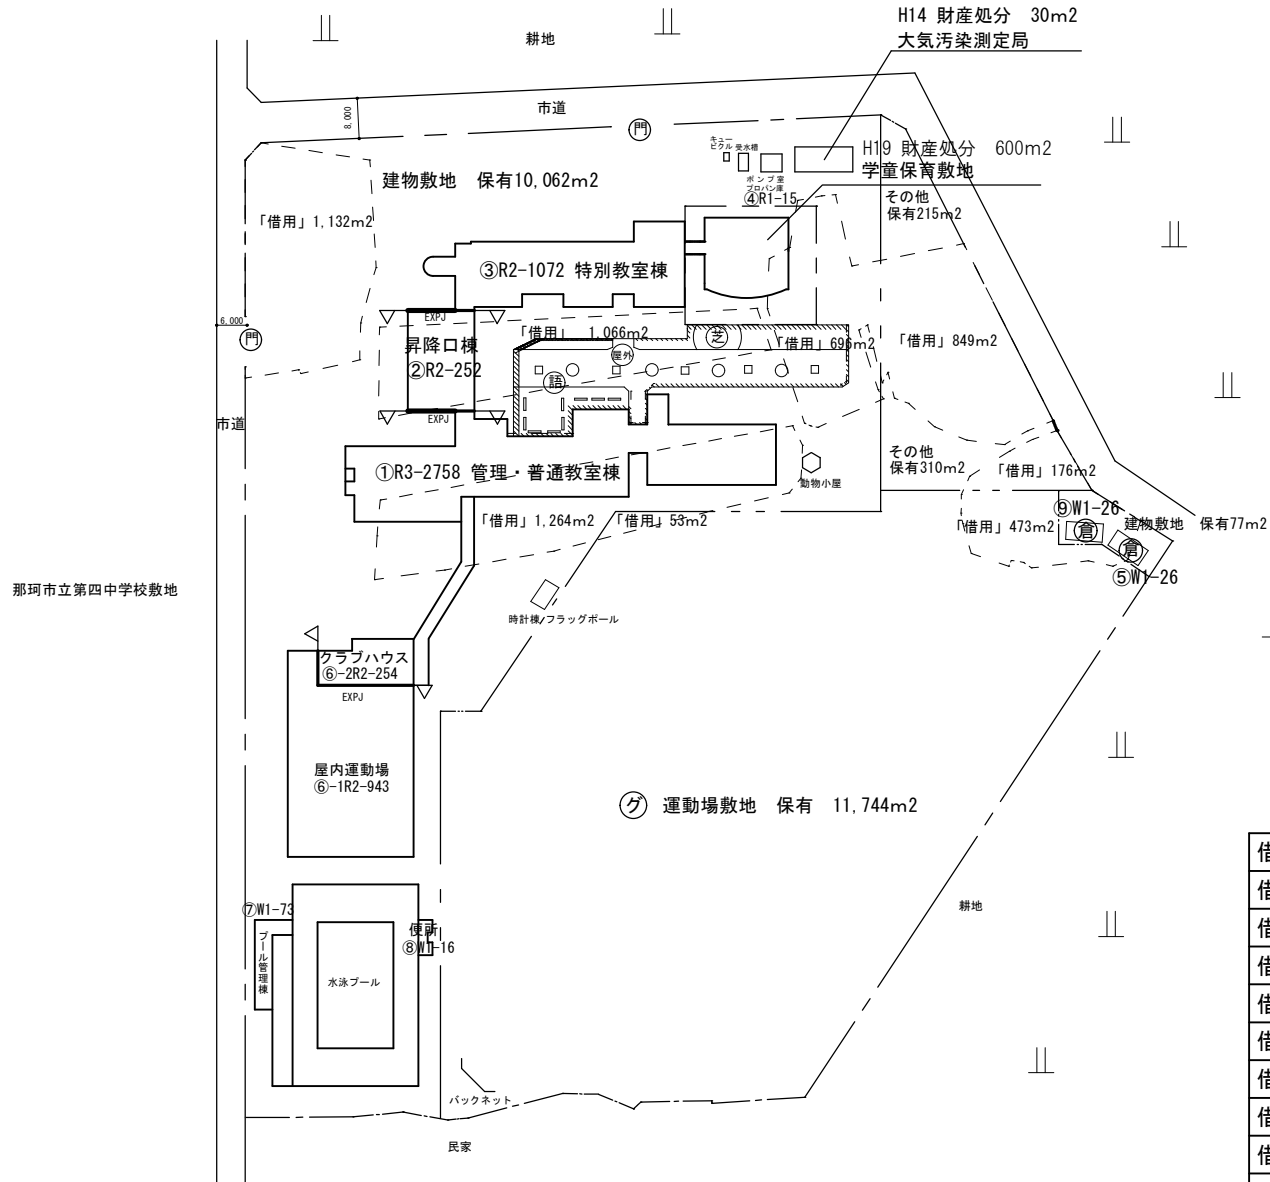 H14 財産処分　30m2
大気汚染測定局
耕地
市道
8.000
門
キュー
ビクル
受水槽
ポンプ室
プロパン庫
④R1-15
H19 財産処分　600m2
学童保育敷地
建物敷地　保有10,062m2
その他
保有215m2
「借用」1,132m2
③R2-1072 特別教室棟
EXPJ
昇降口棟
②R2-252
EXPJ
「借用」　1,066m2
芝
屋外
語
「借用」696m2
「借用」849m2
6.000
門
市道
①R3-2758 管理・普通教室棟
動物小屋
その他
保有310m2
「借用」176m2
「借用」1,264m2
「借用」53m2
「借用」473m2
⑨W1-26
倉
建物敷地　保有77m2
倉
⑤W1-26
那珂市立第四中学校敷地
時計棟/フラッグポール
クラブハウス
⑥-2R2-254
EXPJ
屋内運動場
⑥-1R2-943
グ 運動場敷地　保有　11,744m2
借
借
借
借
借
借
借
借
借
耕地
⑦W1-73
プール管理棟
便所
⑧W1-16
水泳プール
バックネット
民家